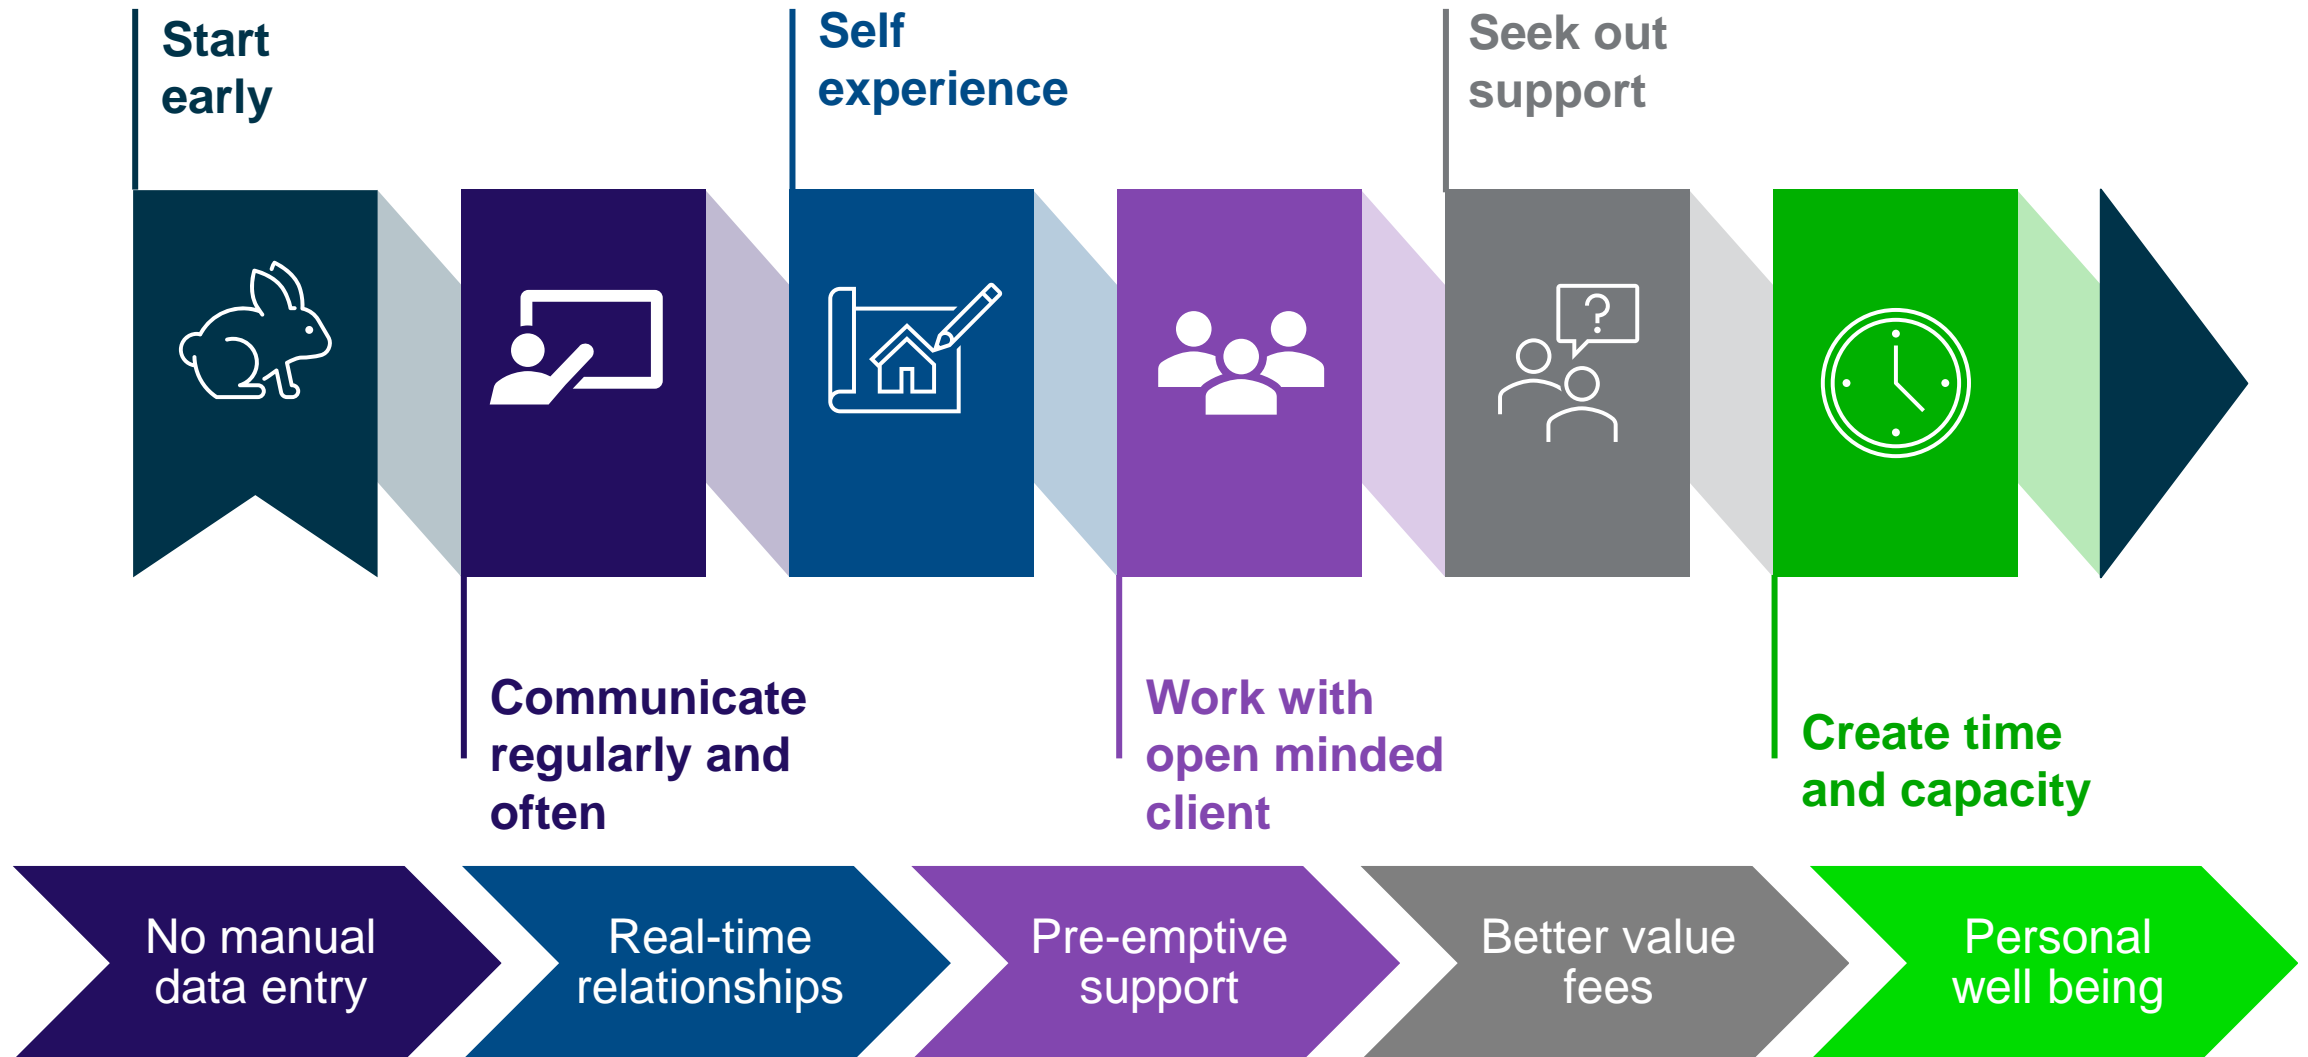 Start
early
Self
experience
Seek out
support
?
Communicate
regularly and
often
Work with
open minded
client
Create time
and capacity
No manual
data entry
Real-time
relationships
Pre-emptive
support
Better value
fees
Personal
well being